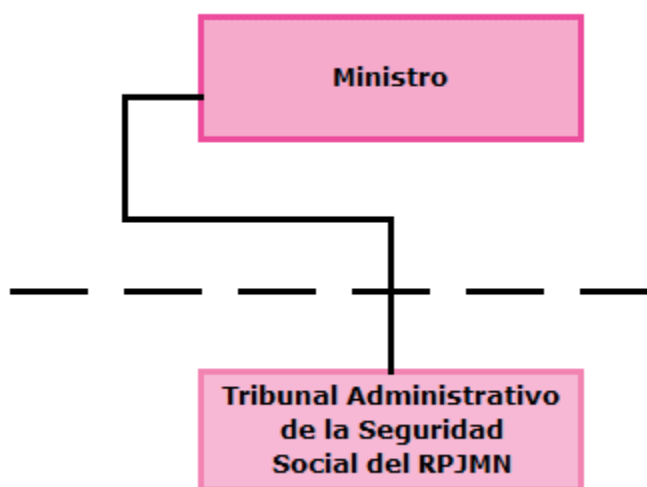 Ministro
Tribunal Administrativo
de la Seguridad
Social del RPJMN